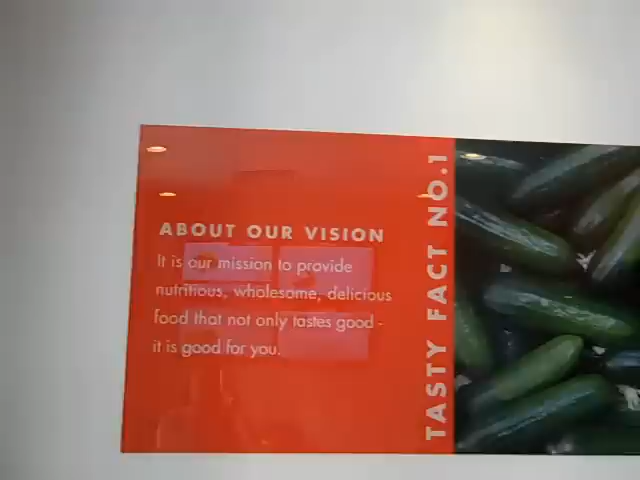 ABOUT OUR VISION
It is our mission to provide
nutritious, wholesome, delicious
food that not only tastes good -
it is good for you.
TASTY FACT NO.1